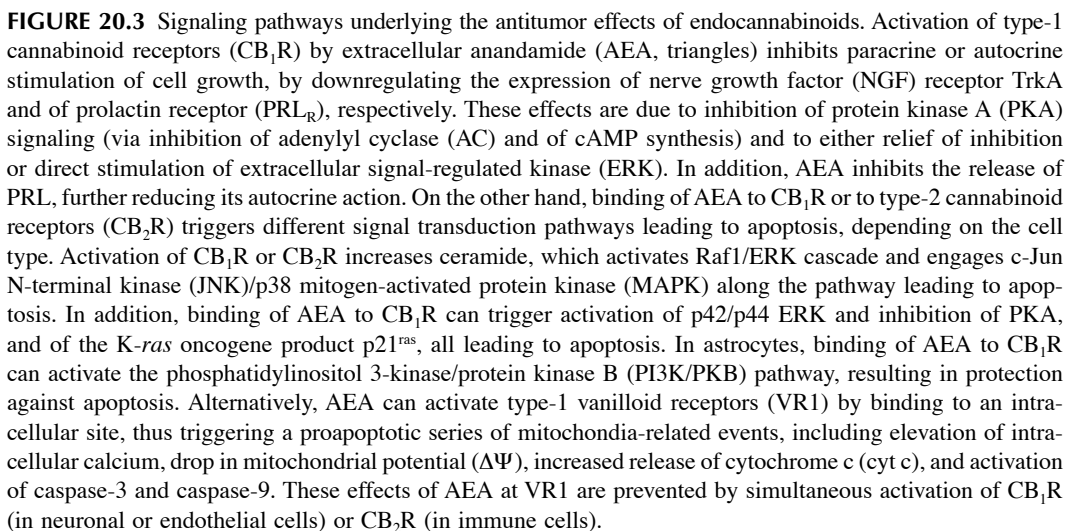 FIGURE 20.3 Signaling pathways underlying the antitumor effects of endocannabinoids. Activation of type-1
cannabinoid receptors (CB₁R) by extracellular anandamide (AEA, triangles) inhibits paracrine or autocrine
stimulation of cell growth, by downregulating the expression of nerve growth factor (NGF) receptor TrkA
and of prolactin receptor (PRL_R), respectively. These effects are due to inhibition of protein kinase A (PKA)
signaling (via inhibition of adenylyl cyclase (AC) and of cAMP synthesis) and to either relief of inhibition
or direct stimulation of extracellular signal-regulated kinase (ERK). In addition, AEA inhibits the release of
PRL, further reducing its autocrine action. On the other hand, binding of AEA to CB₁R or to type-2 cannabinoid
receptors (CB₂R) triggers different signal transduction pathways leading to apoptosis, depending on the cell
type. Activation of CB₁R or CB₂R increases ceramide, which activates Raf1/ERK cascade and engages c-Jun
N-terminal kinase (JNK)/p38 mitogen-activated protein kinase (MAPK) along the pathway leading to apop-
tosis. In addition, binding of AEA to CB₁R can trigger activation of p42/p44 ERK and inhibition of PKA,
and of the K-ras oncogene product p21ʳᵃˢ, all leading to apoptosis. In astrocytes, binding of AEA to CB₁R
can activate the phosphatidylinositol 3-kinase/protein kinase B (PI3K/PKB) pathway, resulting in protection
against apoptosis. Alternatively, AEA can activate type-1 vanilloid receptors (VR1) by binding to an intra-
cellular site, thus triggering a proapoptotic series of mitochondia-related events, including elevation of intra-
cellular calcium, drop in mitochondrial potential (ΔΨ), increased release of cytochrome c (cyt c), and activation
of caspase-3 and caspase-9. These effects of AEA at VR1 are prevented by simultaneous activation of CB₁R
(in neuronal or endothelial cells) or CB₂R (in immune cells).